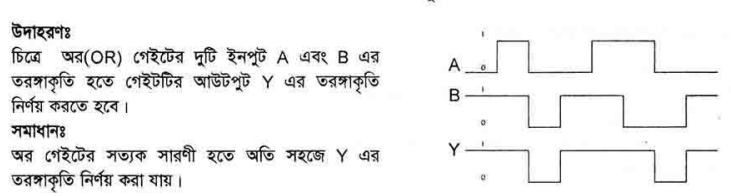 উদাহরণঃ
চিত্রে অর(OR) গেইটের দুটি ইনপুট A এবং B এর
তরঙ্গাকৃতি হতে গেইটটির আউটপুট Y এর তরঙ্গাকৃতি
নির্ণয় করতে হবে।
সমাধানঃ
অর গেইটের সত্যক সারণী হতে অতি সহজে Y এর
তরঙ্গাকৃতি নির্ণয় করা যায়।
1
A
0
1
B
0
Y
1
0